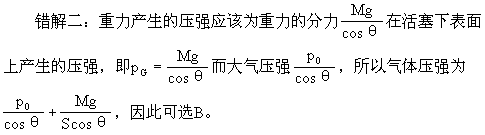 错解二：重力产生的压强应该为重力的分力Mg/cosθ在活塞下表面
上产生的压强，即p_G=Mg/cosθ而大气压强p₀/cosθ，所以气体压强为
p₀/cosθ+Mg/Scosθ，因此可选B。